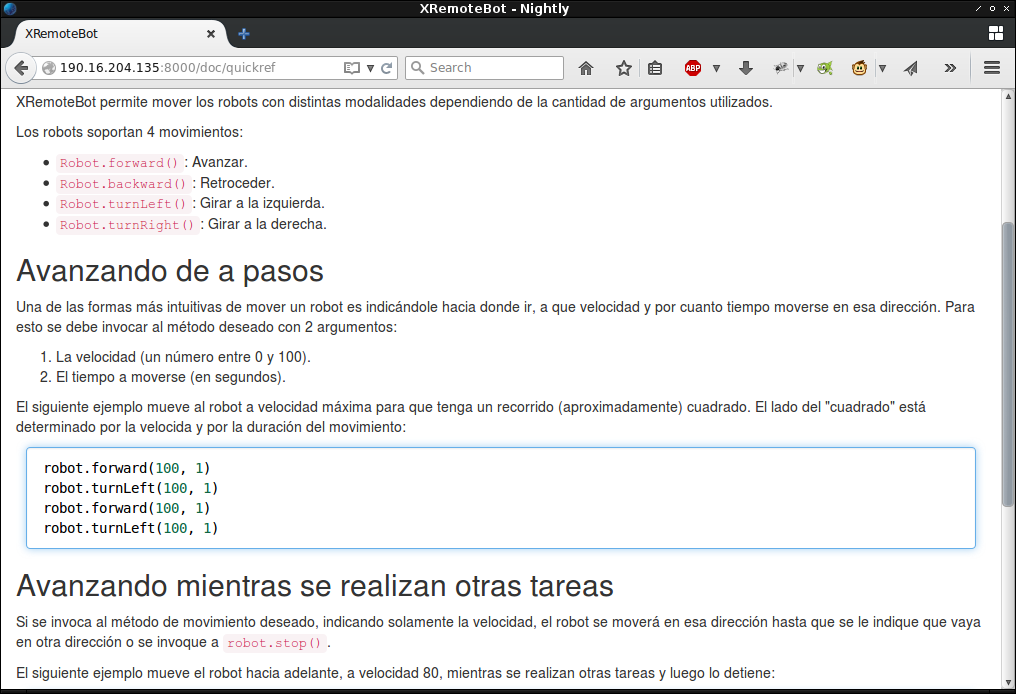 XRemoteBot - Nightly
XRemoteBot
190.16.204.135:8000/doc/quickref
Search
ABP
XRemoteBot permite mover los robots con distintas modalidades dependiendo de la cantidad de argumentos utilizados.
Los robots soportan 4 movimientos:
• Robot.forward() : Avanzar.
• Robot.backward() : Retroceder.
• Robot.turnLeft() : Girar a la izquierda.
• Robot.turnRight() : Girar a la derecha.
Avanzando de a pasos
Una de las formas más intuitivas de mover un robot es indicándole hacia donde ir, a que velocidad y por cuanto tiempo moverse en esa dirección. Para
esto se debe invocar al método deseado con 2 argumentos:
1. La velocidad (un número entre 0 y 100).
2. El tiempo a moverse (en segundos).
El siguiente ejemplo mueve al robot a velocidad máxima para que tenga un recorrido (aproximadamente) cuadrado. El lado del "cuadrado" está
determinado por la velocida y por la duración del movimiento:
robot.forward(100, 1)
robot.turnLeft(100, 1)
robot.forward(100, 1)
robot.turnLeft(100, 1)
Avanzando mientras se realizan otras tareas
Si se invoca al método de movimiento deseado, indicando solamente la velocidad, el robot se moverá en esa dirección hasta que se le indique que vaya
en otra dirección o se invoque a robot.stop() .
El siguiente ejemplo mueve el robot hacia adelante, a velocidad 80, mientras se realizan otras tareas y luego lo detiene: